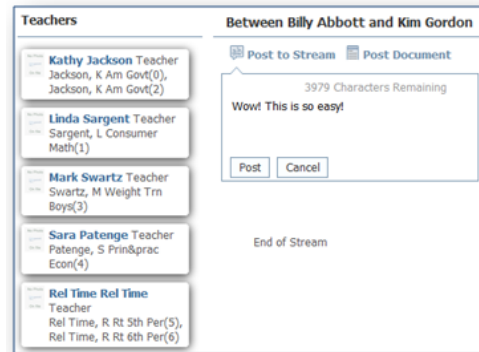 Teachers
Kathy Jackson Teacher
Jackson, K Am Govt(0),
Jackson, K Am Govt(2)
Linda Sargent Teacher
Sargent, L Consumer
Math(1)
Mark Swartz Teacher
Swartz, M Weight Trn
Boys(3)
Sara Patenge Teacher
Patenge, S Prin&prac
Econ(4)
Rel Time Rel Time
Teacher
Rel Time, R Rt 5th Per(5),
Rel Time, R Rt 6th Per(6)
Between Billy Abbott and Kim Gordon
Post to Stream Post Document
3979 Characters Remaining
Wow! This is so easy!
Post Cancel
End of Stream